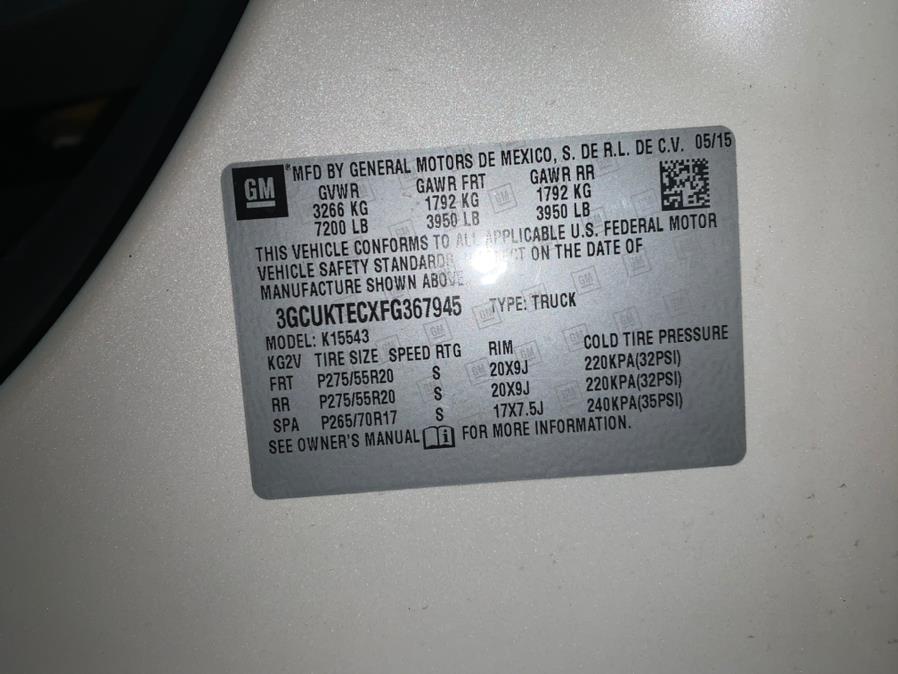 GM *MFD BY GENERAL MOTORS DE MEXICO, S. DE R.L. DE C.V. 05/15
GVWR GAWR FRT GAWR RR
3266 KG 1792 KG 1792 KG
7200 LB 3950 LB 3950 LB
THIS VEHICLE CONFORMS TO ALL APPLICABLE U.S. FEDERAL MOTOR
VEHICLE SAFETY STANDARDS ON THE DATE OF
MANUFACTURE SHOWN ABOVE.
3GCUKTECXFG367945 TYPE: TRUCK
MODEL: K15543
KG2V TIRE SIZE SPEED RTG RIM COLD TIRE PRESSURE
FRT P275/55R20 S 20X9J 220KPA(32PSI)
RR P275/55R20 S 20X9J 220KPA(32PSI)
SPA P265/70R17 S 17X7.5J 240KPA(35PSI)
SEE OWNER'S MANUAL FOR MORE INFORMATION.